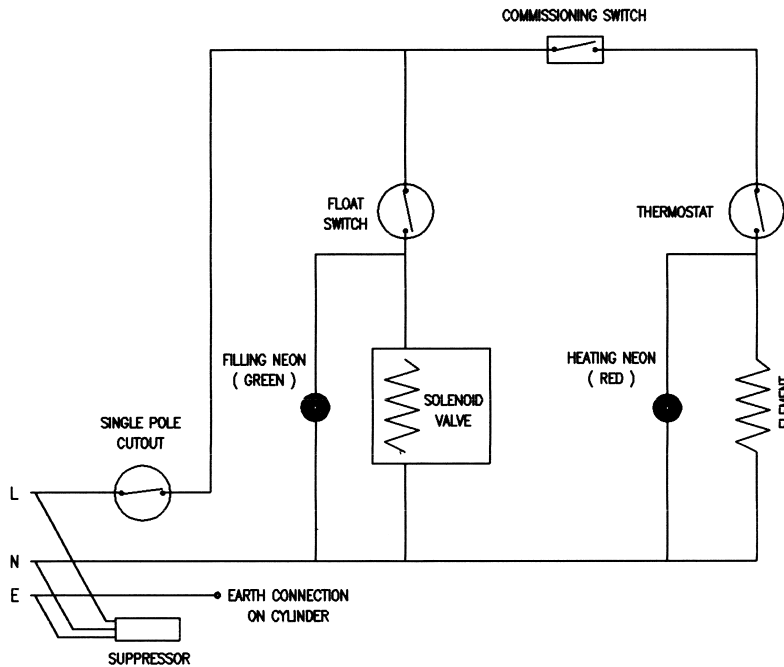 COMMISSIONING SWITCH
FLOAT
SWITCH
THERMOSTAT
FILLING NEON
( GREEN )
HEATING NEON
( RED )
SOLENOID
VALVE
ELEMENT
SINGLE POLE
CUTOUT
L
N
E
EARTH CONNECTION
ON CYLINDER
SUPPRESSOR